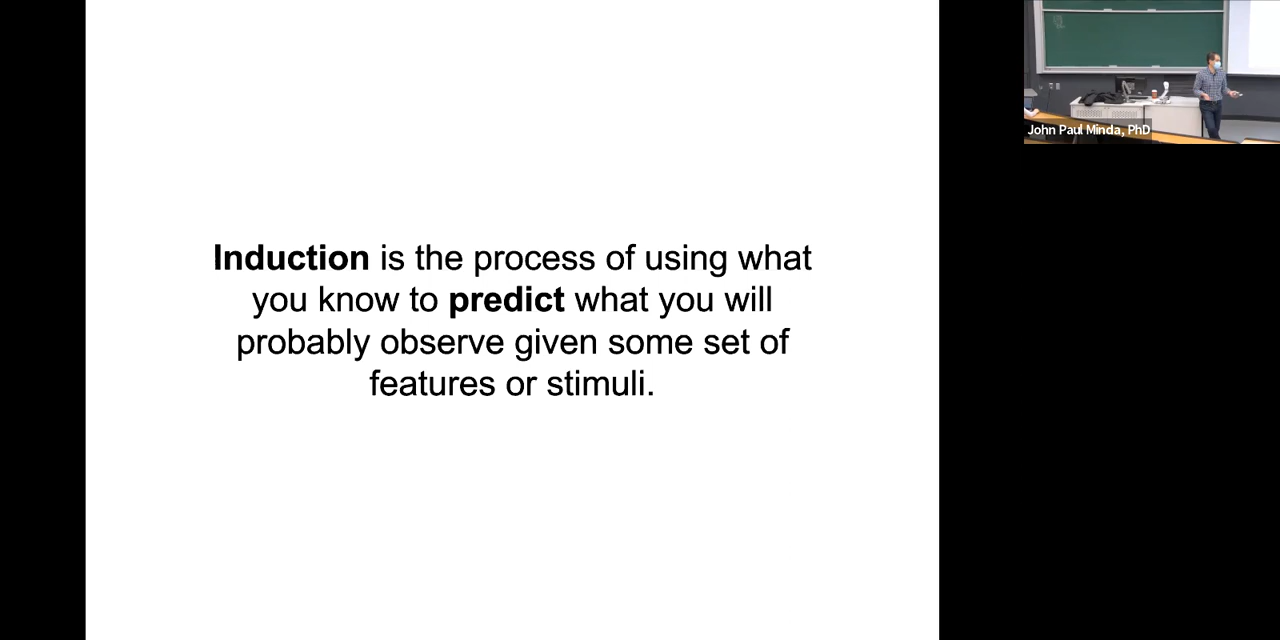 Induction is the process of using what
you know to predict what you will
probably observe given some set of
features or stimuli.
John Paul Minda, PhD